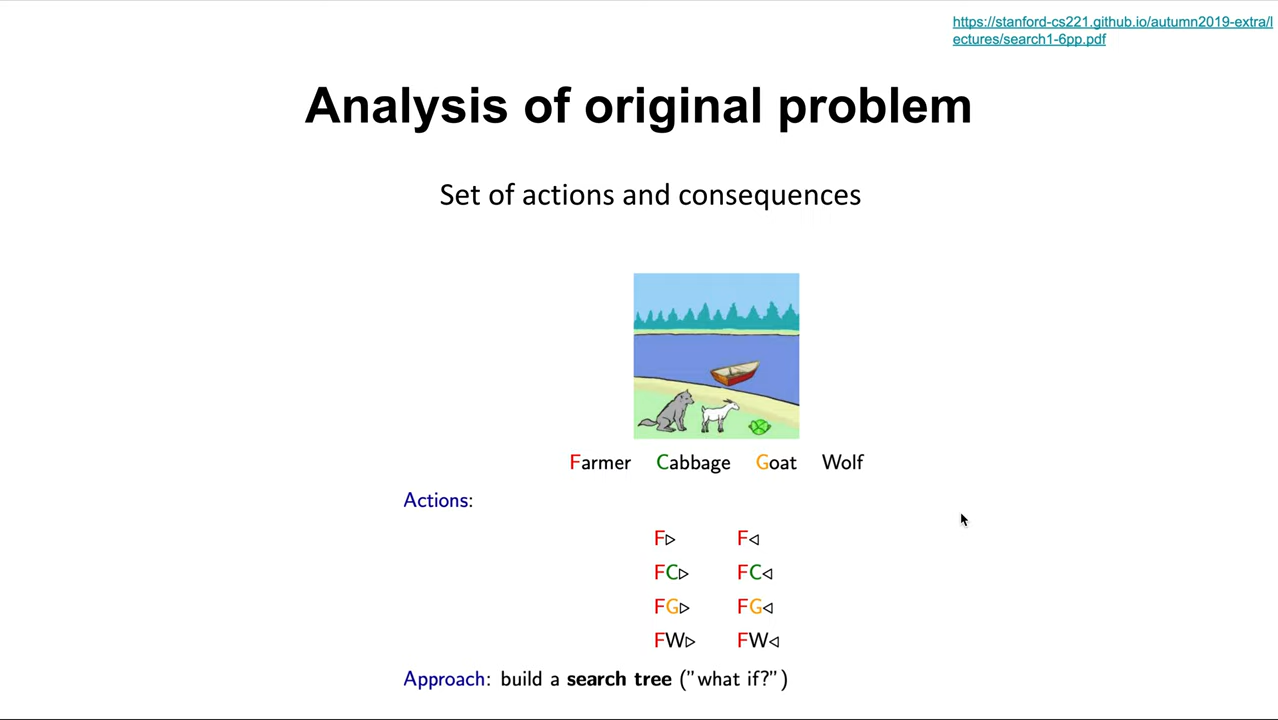 https://stanford-cs221.github.io/autumn2019-extra/l
ectures/search1-6pp.pdf
Analysis of original problem
Set of actions and consequences
Farmer Cabbage Goat Wolf
Actions:
F▷ F◁
FC▷ FC◁
FG▷ FG◁
FW▷ FW◁
Approach: build a search tree ("what if?")